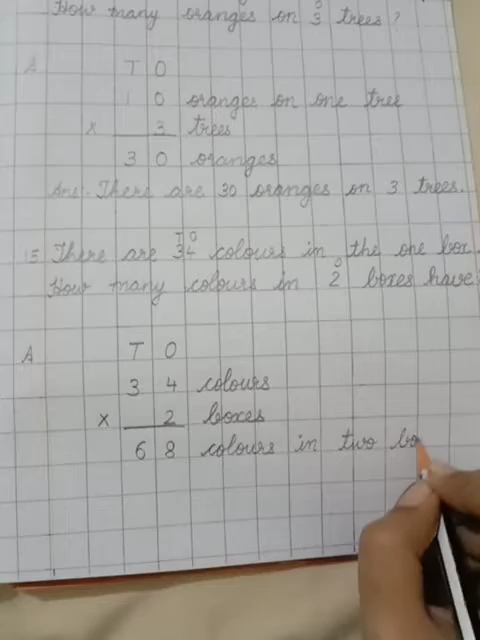 How many oranges on 3 trees?
O
A T O
1 0 oranges on one tree
x 3 trees
3 0 oranges
Ans:- There are 30 oranges on 3 trees.
T O
There are 34 colours in the one box
O
How many colours in 2 boxes have
A T O
3 4 colours
x 2 boxes
6 8 colours in two bo